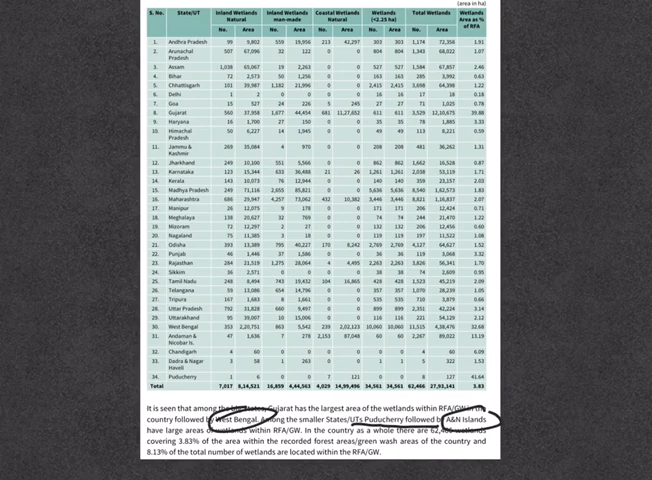 (area in ha)
S. No. State/UT Inland Wetlands Natural Inland Wetlands man-made Coastal Wetlands Natural Wetlands (<2.25 ha) Total Wetlands Wetlands Area as % of RFA
No. Area No. Area No. Area No. Area No. Area
1. Andhra Pradesh 99 9,802 559 19,956 213 42,297 303 303 1,174 72,358 1.91
2. Arunachal Pradesh 507 67,096 32 122 0 0 804 804 1,343 68,022 1.07
3. Assam 1,038 65,067 19 2,263 0 0 527 527 1,584 67,857 2.46
4. Bihar 72 2,573 50 1,256 0 0 163 163 285 3,992 0.63
5. Chhattisgarh 101 39,987 1,182 21,996 0 0 2,415 2,415 3,698 64,398 1.22
6. Delhi 1 2 0 0 0 0 16 16 17 18 0.18
7. Goa 15 527 24 226 5 245 27 27 71 1,025 0.78
8. Gujarat 560 37,958 1,677 44,454 681 11,27,652 611 611 3,529 12,10,675 39.88
9. Haryana 16 1,700 27 150 0 0 35 35 78 1,885 3.33
10. Himachal Pradesh 50 6,227 14 1,945 0 0 49 49 113 8,221 0.59
11. Jammu & Kashmir 269 35,084 4 970 0 0 208 208 481 36,262 1.31
12. Jharkhand 249 10,100 551 5,566 0 0 862 862 1,662 16,528 0.87
13. Karnataka 123 15,344 633 36,488 21 26 1,261 1,261 2,038 53,119 1.71
14. Kerala 143 10,073 76 12,944 0 0 140 140 359 23,157 2.03
15. Madhya Pradesh 249 71,116 2,655 85,821 0 0 5,636 5,636 8,540 1,62,573 1.83
16. Maharashtra 686 29,947 4,257 73,062 432 10,382 3,446 3,446 8,821 1,16,837 2.07
17. Manipur 26 12,075 9 178 0 0 171 171 206 12,424 0.71
18. Meghalaya 138 20,627 32 769 0 0 74 74 244 21,470 1.22
19. Mizoram 72 12,297 2 27 0 0 132 132 206 12,456 0.60
20. Nagaland 75 11,385 3 18 0 0 119 119 197 11,522 1.08
21. Odisha 393 13,389 795 40,227 170 8,242 2,769 2,769 4,127 64,627 1.52
22. Punjab 46 1,446 37 1,586 0 0 36 36 119 3,068 3.32
23. Rajasthan 284 21,519 1,275 28,064 4 4,495 2,263 2,263 3,826 56,341 1.70
24. Sikkim 36 2,571 0 0 0 0 38 38 74 2,609 0.95
25. Tamil Nadu 248 8,494 743 19,432 104 16,865 428 428 1,523 45,219 2.09
26. Telangana 59 13,086 654 14,796 0 0 357 357 1,070 28,239 1.05
27. Tripura 167 1,683 8 1,661 0 0 535 535 710 3,879 0.66
28. Uttar Pradesh 792 31,828 660 9,497 0 0 899 899 2,351 42,224 3.14
29. Uttarakhand 95 39,007 10 15,006 0 0 116 116 221 54,129 2.12
30. West Bengal 353 2,20,751 863 5,542 239 2,02,123 10,060 10,060 11,515 4,38,476 32.68
31. Andaman & Nicobar Is. 47 1,636 7 278 2,153 87,048 60 60 2,267 89,022 11.19
32. Chandigarh 4 60 0 0 0 0 0 0 4 60 6.09
33. Dadra & Nagar Haveli 3 58 1 263 0 0 1 1 5 322 1.53
34. Puducherry 1 6 0 0 7 121 0 0 8 127 41.64
Total 7,017 8,14,521 16,859 4,44,563 4,029 14,99,496 34,561 34,561 62,466 27,93,141 3.83
It is seen that among the big states, Gujarat has the largest area of the wetlands within RFA/GW in the
country followed by West Bengal. Among the smaller States/UTs Puducherry followed by A&N Islands
have large areas of wetlands within RFA/GW. In the country as a whole there are 62,466 wetlands
covering 3.83% of the area within the recorded forest areas/green wash areas of the country and
8.13% of the total number of wetlands are located within the RFA/GW.